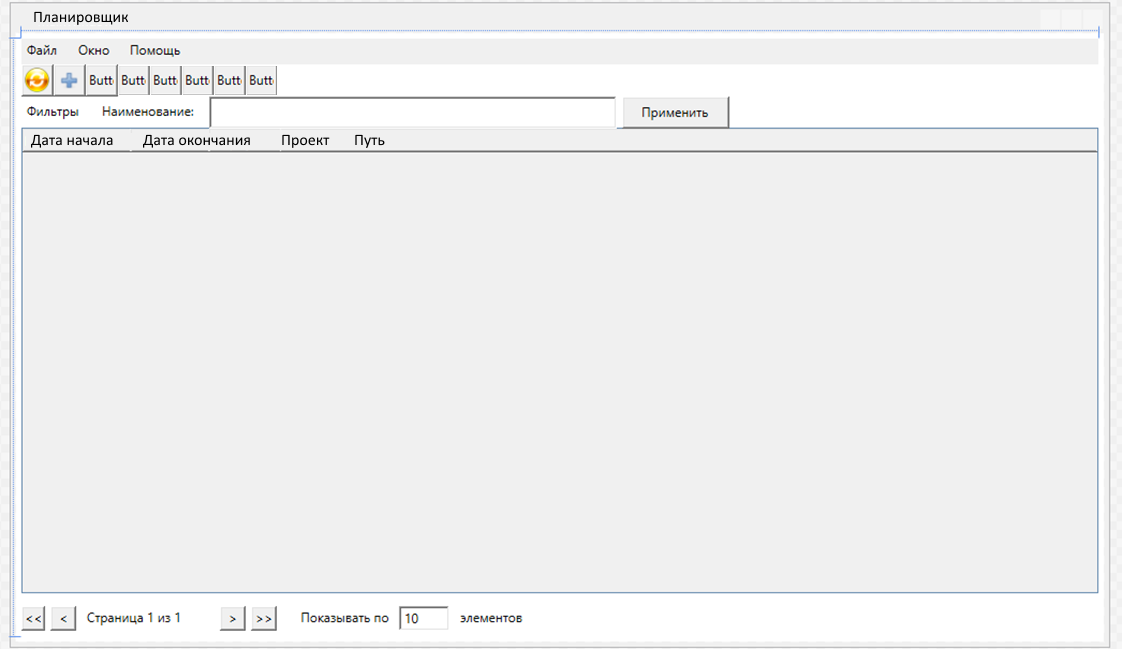 Планировщик
Файл Окно Помощь
Butt Butt Butt Butt Butt Butt
Фильтры Наименование: Применить
Дата начала Дата окончания Проект Путь
<< < Страница 1 из 1 > >> Показывать по 10 элементов